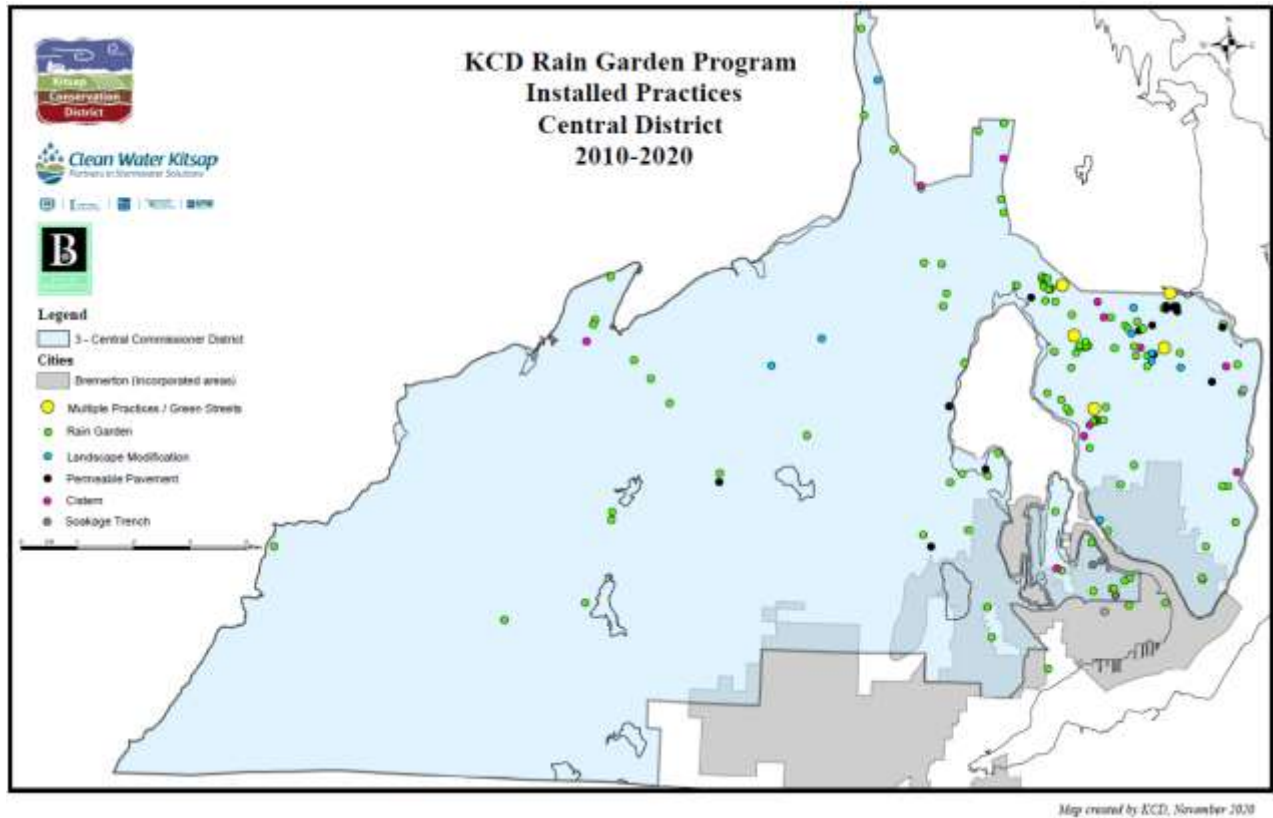 KCD Rain Garden Program
Installed Practices
Central District
2010-2020
Kitsap
Conservation
District
Clean Water Kitsap
Partners in Stormwater Solutions
B
Legend
3 - Central Commissioner District
Cities
Bremerton (Incorporated areas)
Multiple Practices / Green Streets
Rain Garden
Landscape Modification
Permeable Pavement
Cistern
Soakage Trench
Map created by KCD, November 2020